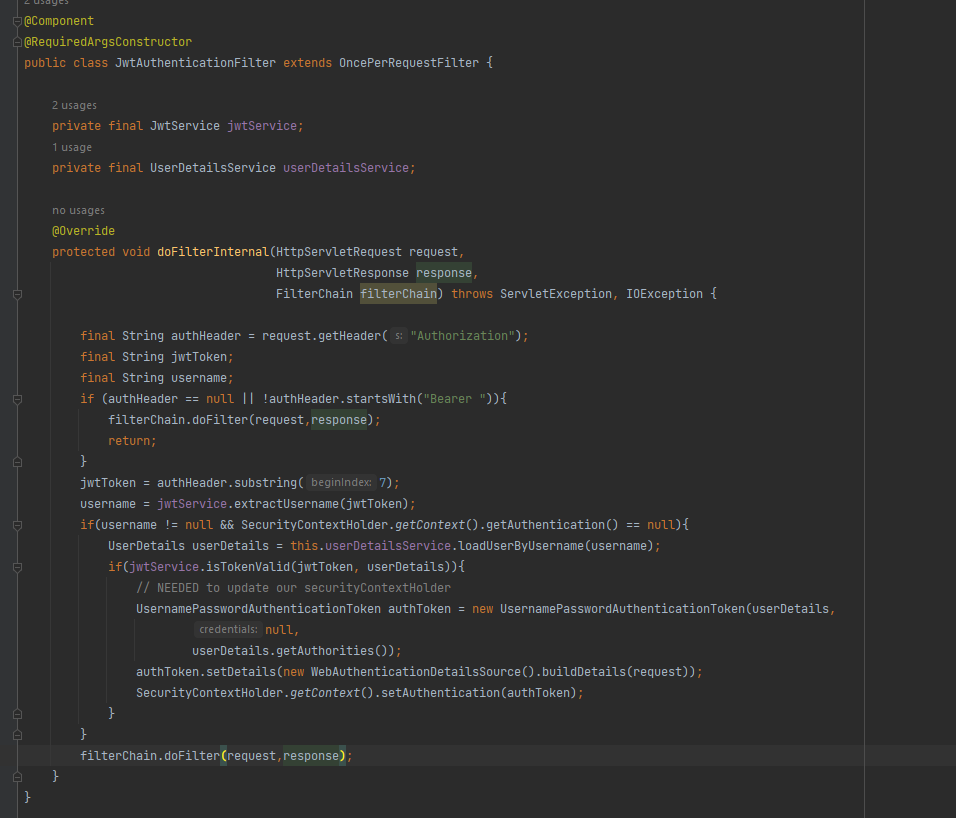 2 usages
@Component
@RequiredArgsConstructor
public class JwtAuthenticationFilter extends OncePerRequestFilter {
2 usages
private final JwtService jwtService;
1 usage
private final UserDetailsService userDetailsService;
no usages
@Override
protected void doFilterInternal(HttpServletRequest request,
HttpServletResponse response,
FilterChain filterChain) throws ServletException, IOException {
final String authHeader = request.getHeader( s: "Authorization");
final String jwtToken;
final String username;
if (authHeader == null || !authHeader.startsWith("Bearer ")){
filterChain.doFilter(request,response);
return;
}
jwtToken = authHeader.substring( beginIndex: 7);
username = jwtService.extractUsername(jwtToken);
if(username != null && SecurityContextHolder.getContext().getAuthentication() == null){
UserDetails userDetails = this.userDetailsService.loadUserByUsername(username);
if(jwtService.isTokenValid(jwtToken, userDetails)){
// NEEDED to update our securityContextHolder
UsernamePasswordAuthenticationToken authToken = new UsernamePasswordAuthenticationToken(userDetails,
credentials: null,
userDetails.getAuthorities());
authToken.setDetails(new WebAuthenticationDetailsSource().buildDetails(request));
SecurityContextHolder.getContext().setAuthentication(authToken);
}
}
filterChain.doFilter(request,response);
}
}